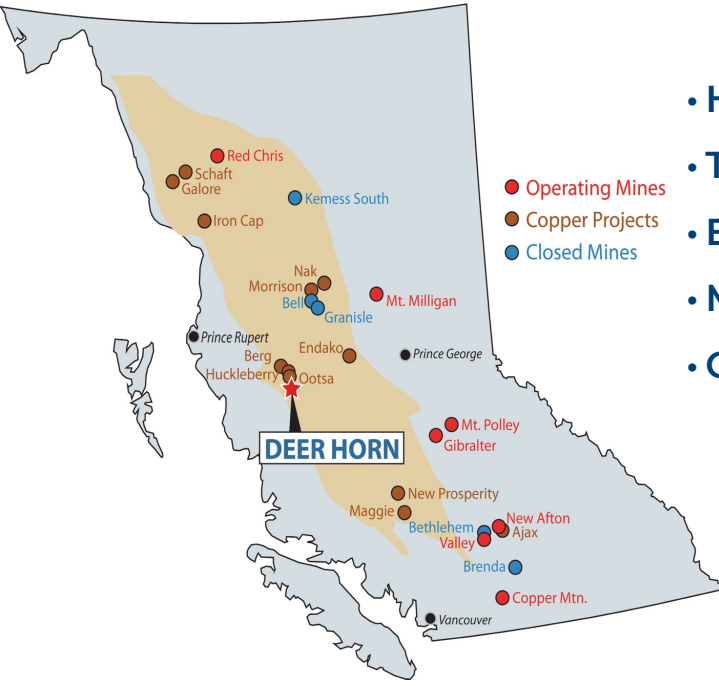 Red Chris
Schaft
Galore
Kemess South
Iron Cap
Operating Mines
Copper Projects
Closed Mines
Nak
Morrison
Bell
Granisle
Mt. Milligan
Prince Rupert
Endako
Prince George
Berg
Huckleberry
Ootsa
DEER HORN
Mt. Polley
Gibralter
New Prosperity
Maggie
Bethlehem
New Afton
Ajax
Valley
Brenda
Copper Mtn.
Vancouver